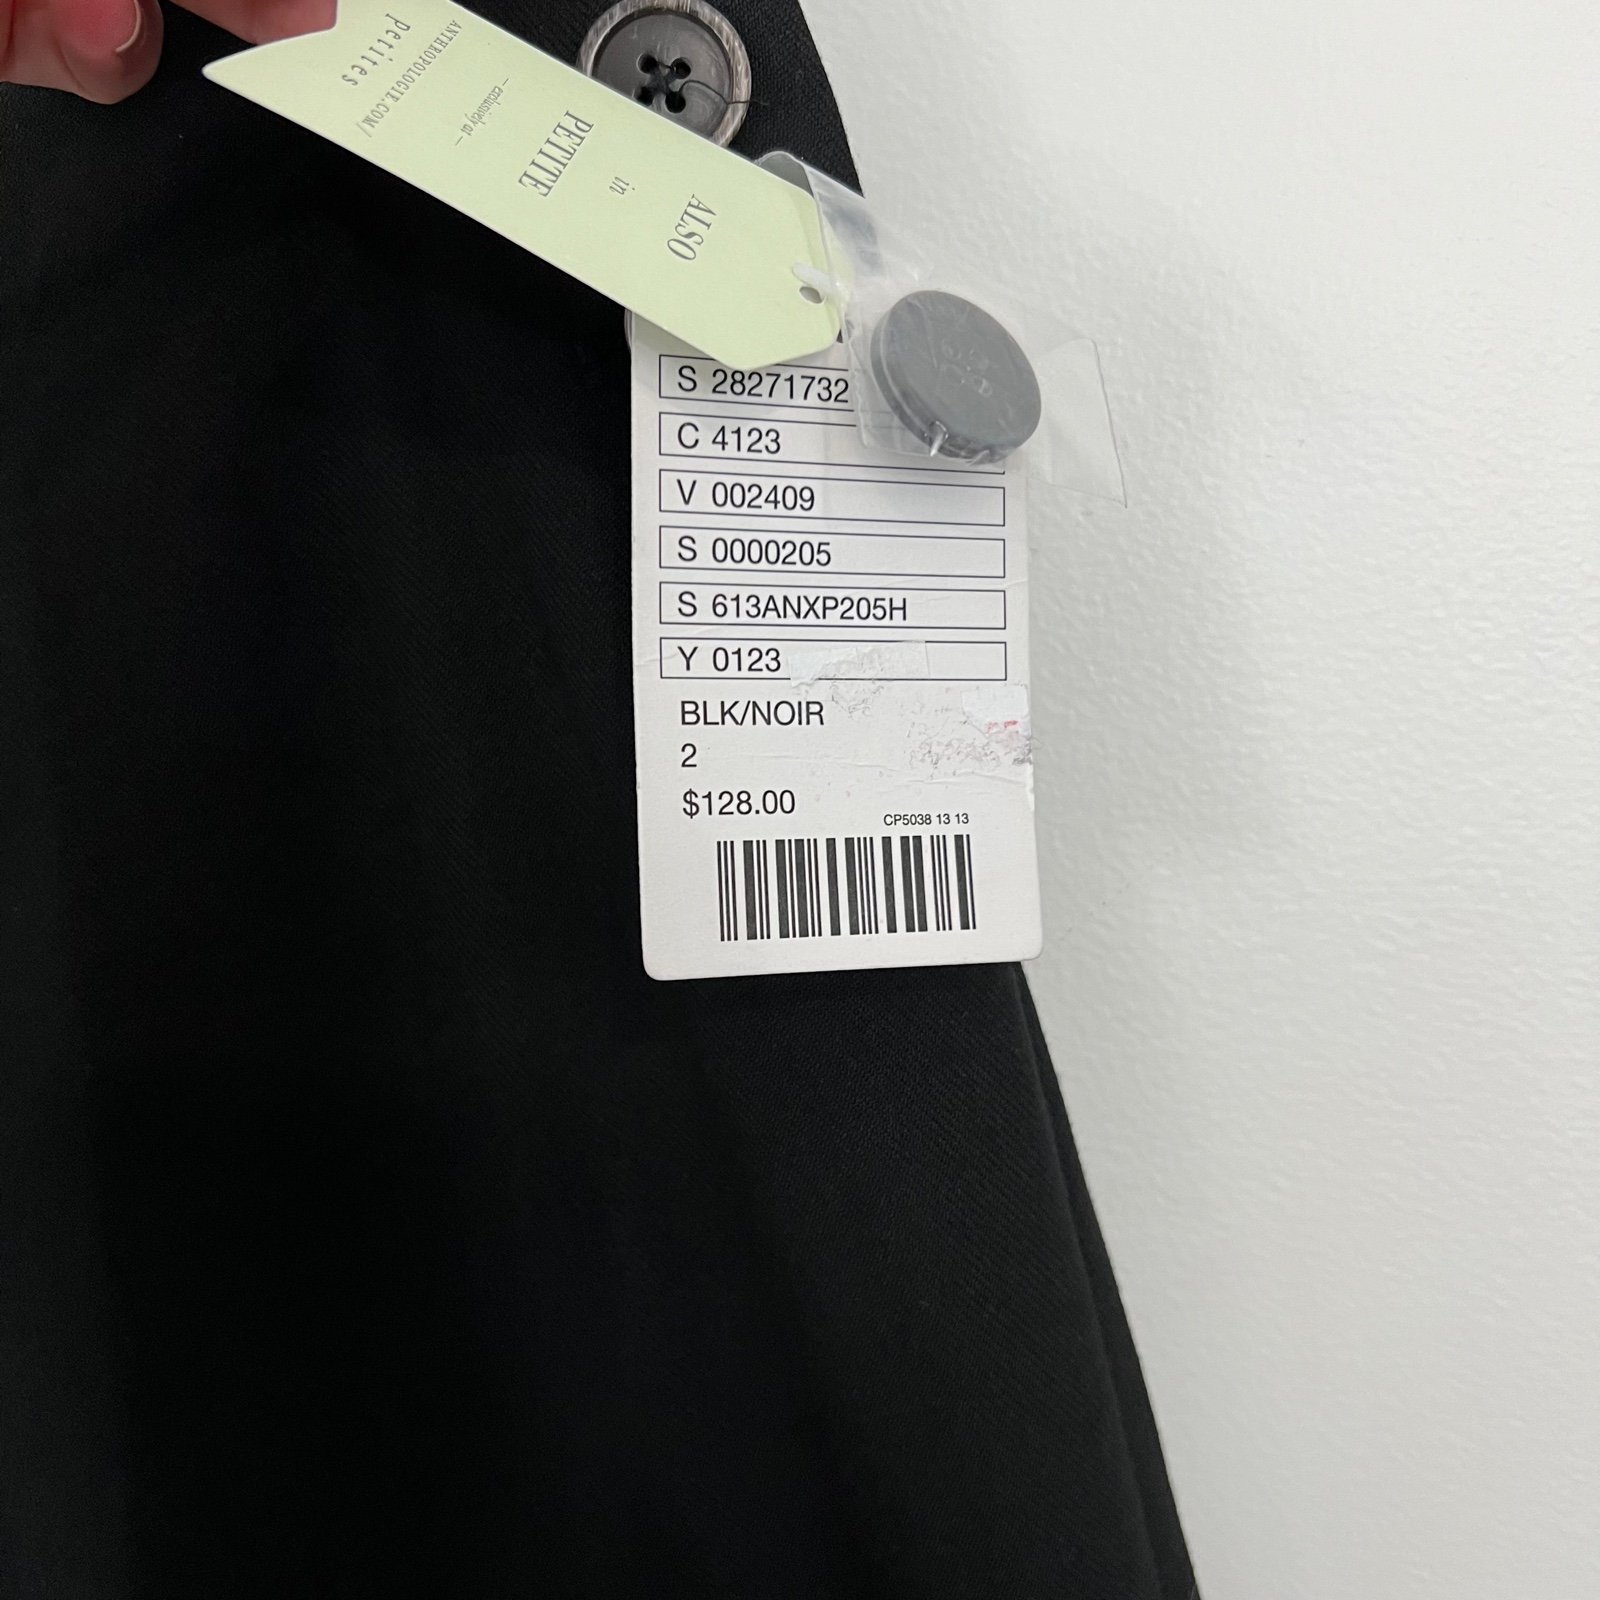 ALSO
in
PETITE
– exclusively at –
ANTHROPOLOGIE.COM/
petites
S 28271732
C 4123
V 002409
S 0000205
S 613ANXP205H
Y 0123
BLK/NOIR
2
$128.00
CP5038 13 13